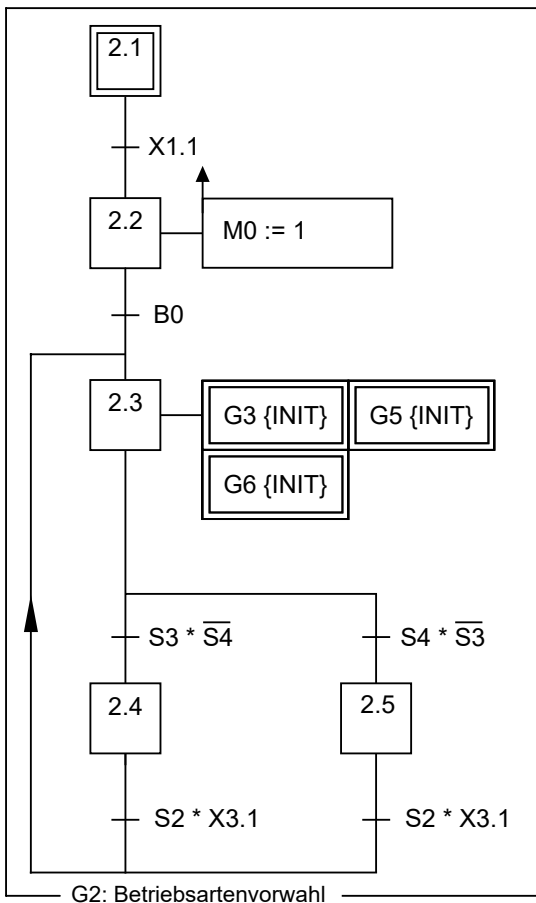 2.1
X1.1
2.2
M0 := 1
B0
2.3
G3 {INIT}
G5 {INIT}
G6 {INIT}
S3 * S̅4̅
S4 * S̅3̅
2.4
2.5
S2 * X3.1
S2 * X3.1
G2: Betriebsartenvorwahl